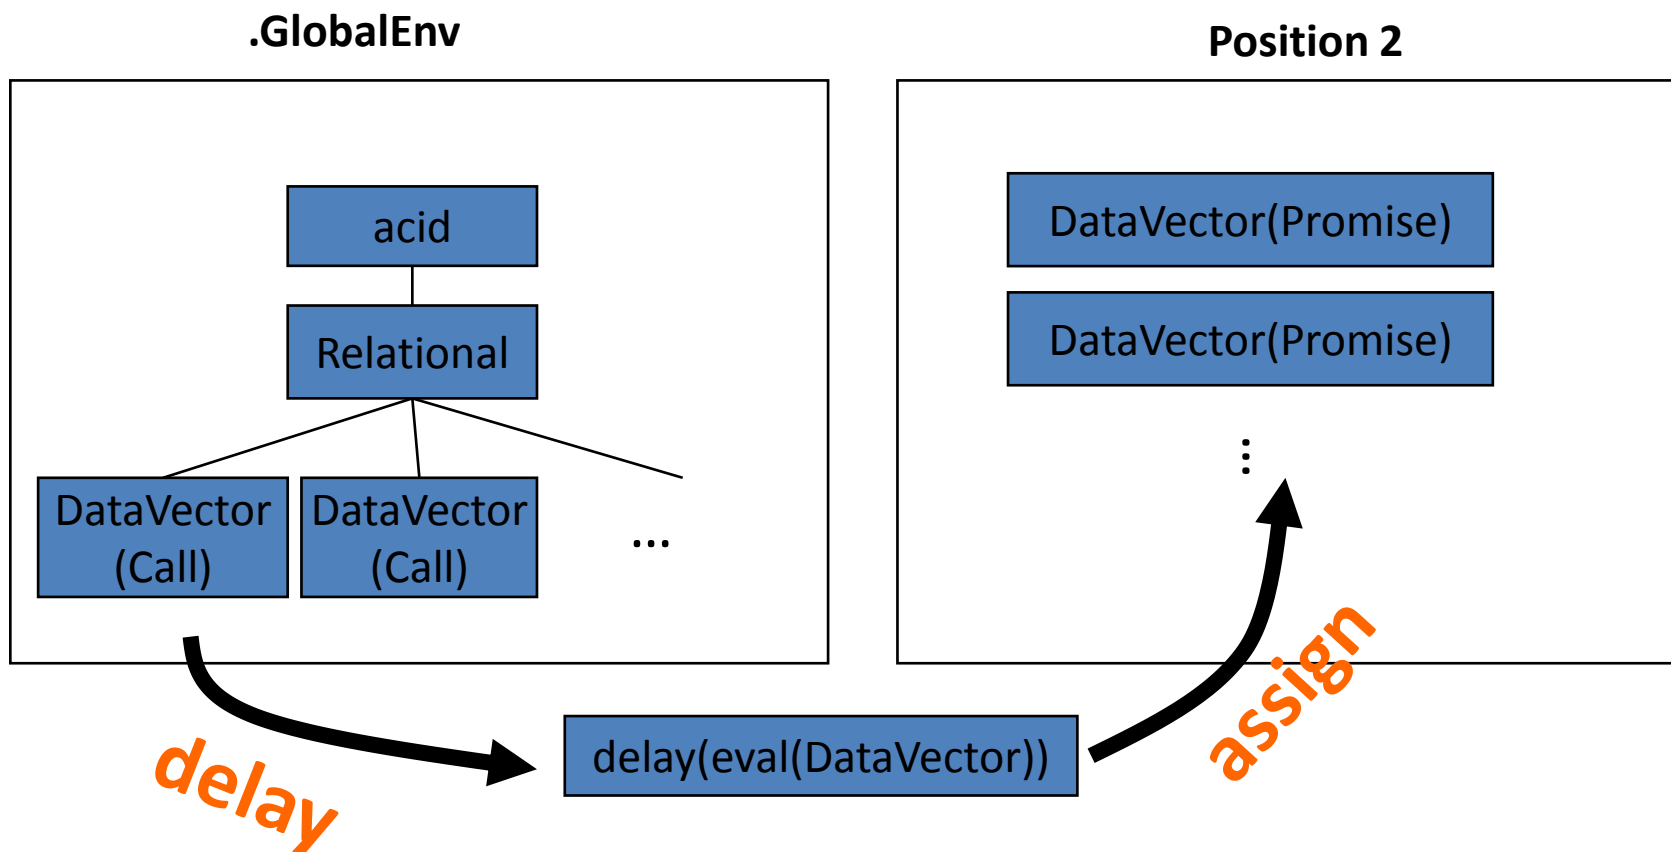 .GlobalEnv
Position 2
acid
Relational
DataVector
(Call)
DataVector
(Call)
...
DataVector(Promise)
DataVector(Promise)
...
delay
delay(eval(DataVector))
assign